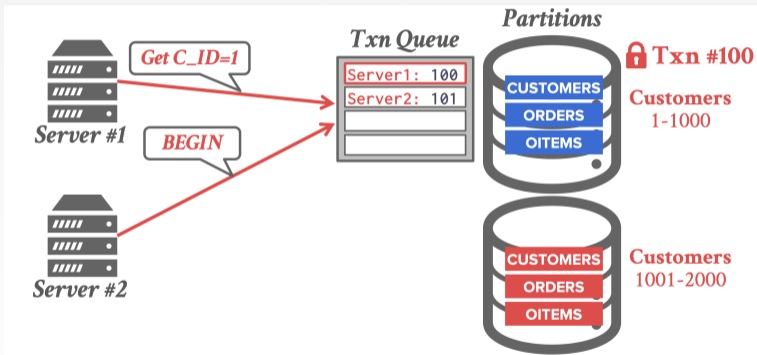 Partitions
Txn Queue
Get C_ID=1
Server1: 100
Server2: 101
Server #1
BEGIN
Server #2
CUSTOMERS
ORDERS
OITEMS
Txn #100
Customers
1-1000
CUSTOMERS
ORDERS
OITEMS
Customers
1001-2000